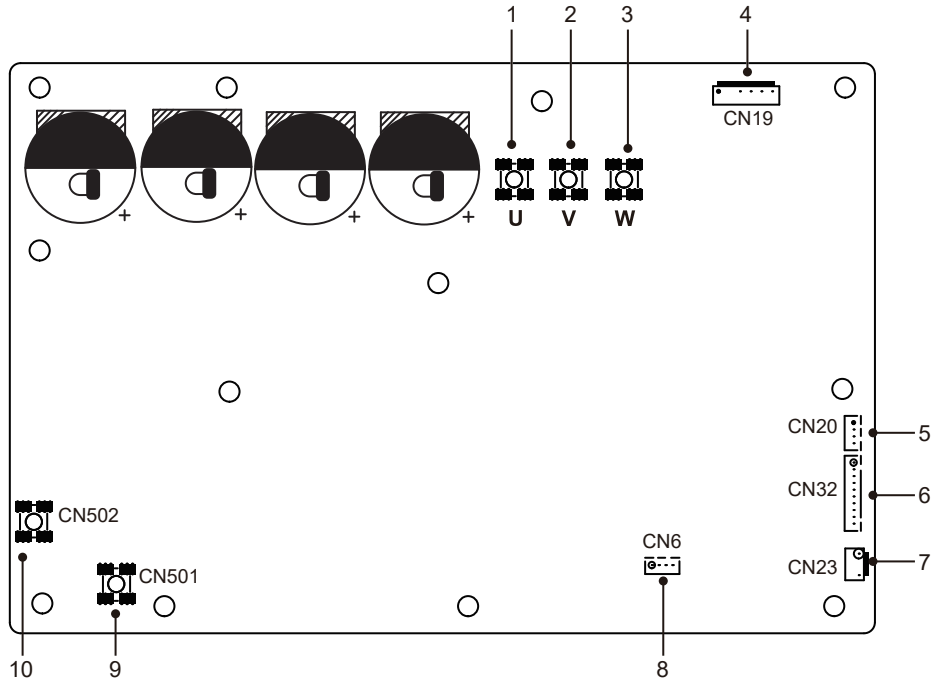 1 2 3 4
CN19
+ + + +
U V W
CN20 5
CN32 6
CN502
CN6
CN501
CN23 7
10 9 8